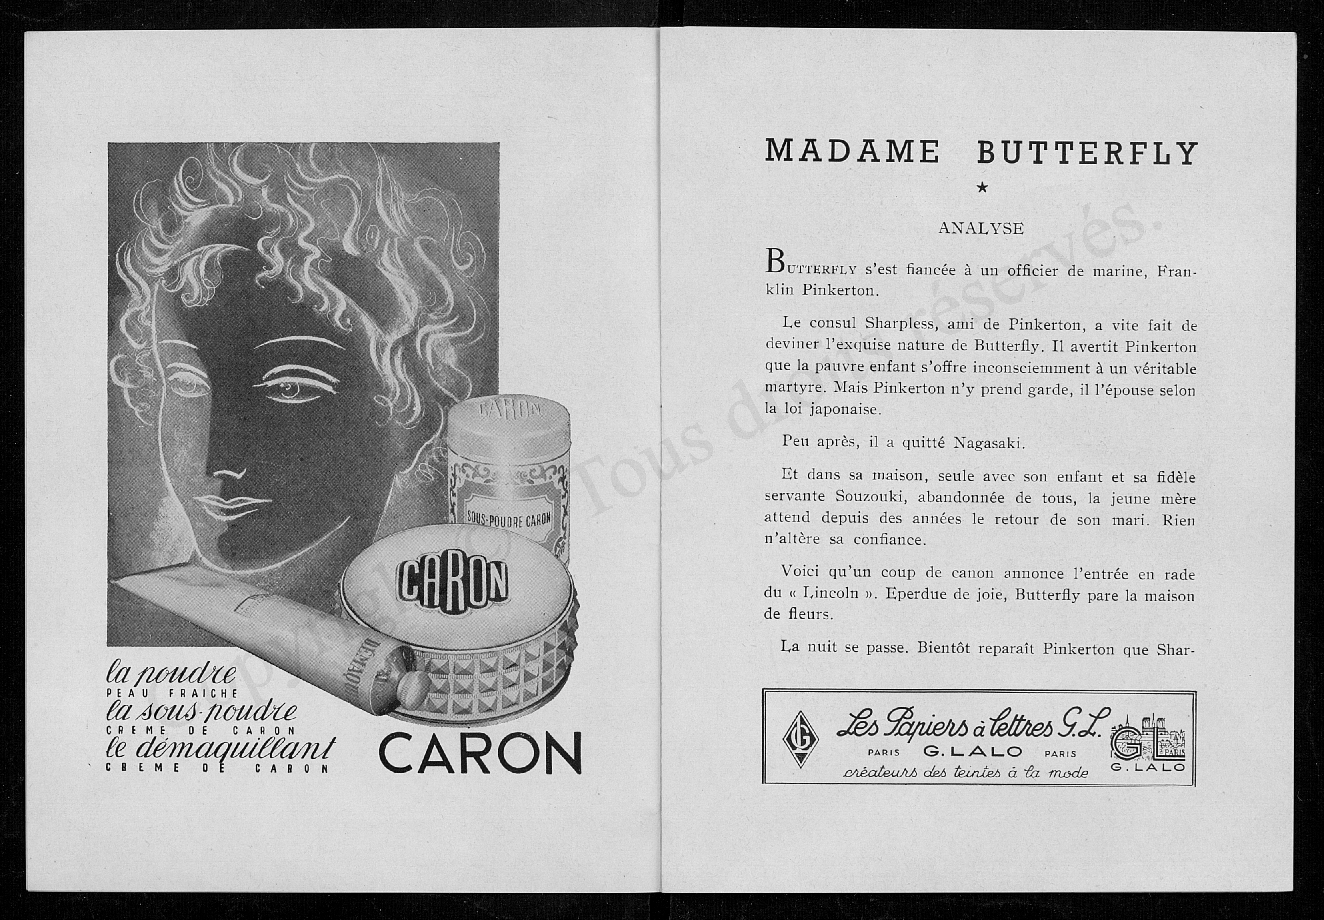 CARON
SOUS-POUDRE CARON
CARON
la poudre
PEAU FRAICHE
la sous-poudre
CREME DE CARON
le démaquillant
CREME DE CARON
CARON
MADAME BUTTERFLY
★
ANALYSE
BUTTERFLY s'est fiancée à un officier de marine, Fran-
klin Pinkerton.
Le consul Sharpless, ami de Pinkerton, a vite fait de
deviner l'exquise nature de Butterfly. Il avertit Pinkerton
que la pauvre enfant s'offre inconsciemment à un véritable
martyre. Mais Pinkerton n'y prend garde, il l'épouse selon
la loi japonaise.
Peu après, il a quitté Nagasaki.
Et dans sa maison, seule avec son enfant et sa fidèle
servante Souzouki, abandonnée de tous, la jeune mère
attend depuis des années le retour de son mari. Rien
n'altère sa confiance.
Voici qu'un coup de canon annonce l'entrée en rade
du « Lincoln ». Eperdue de joie, Butterfly pare la maison
de fleurs.
La nuit se passe. Bientôt reparaît Pinkerton que Shar-
Les Papiers à lettres G.L.
PARIS G. LALO PARIS
créateurs des teintes à la mode
GL
PARIS
G. LALO
Tous droits réservés.